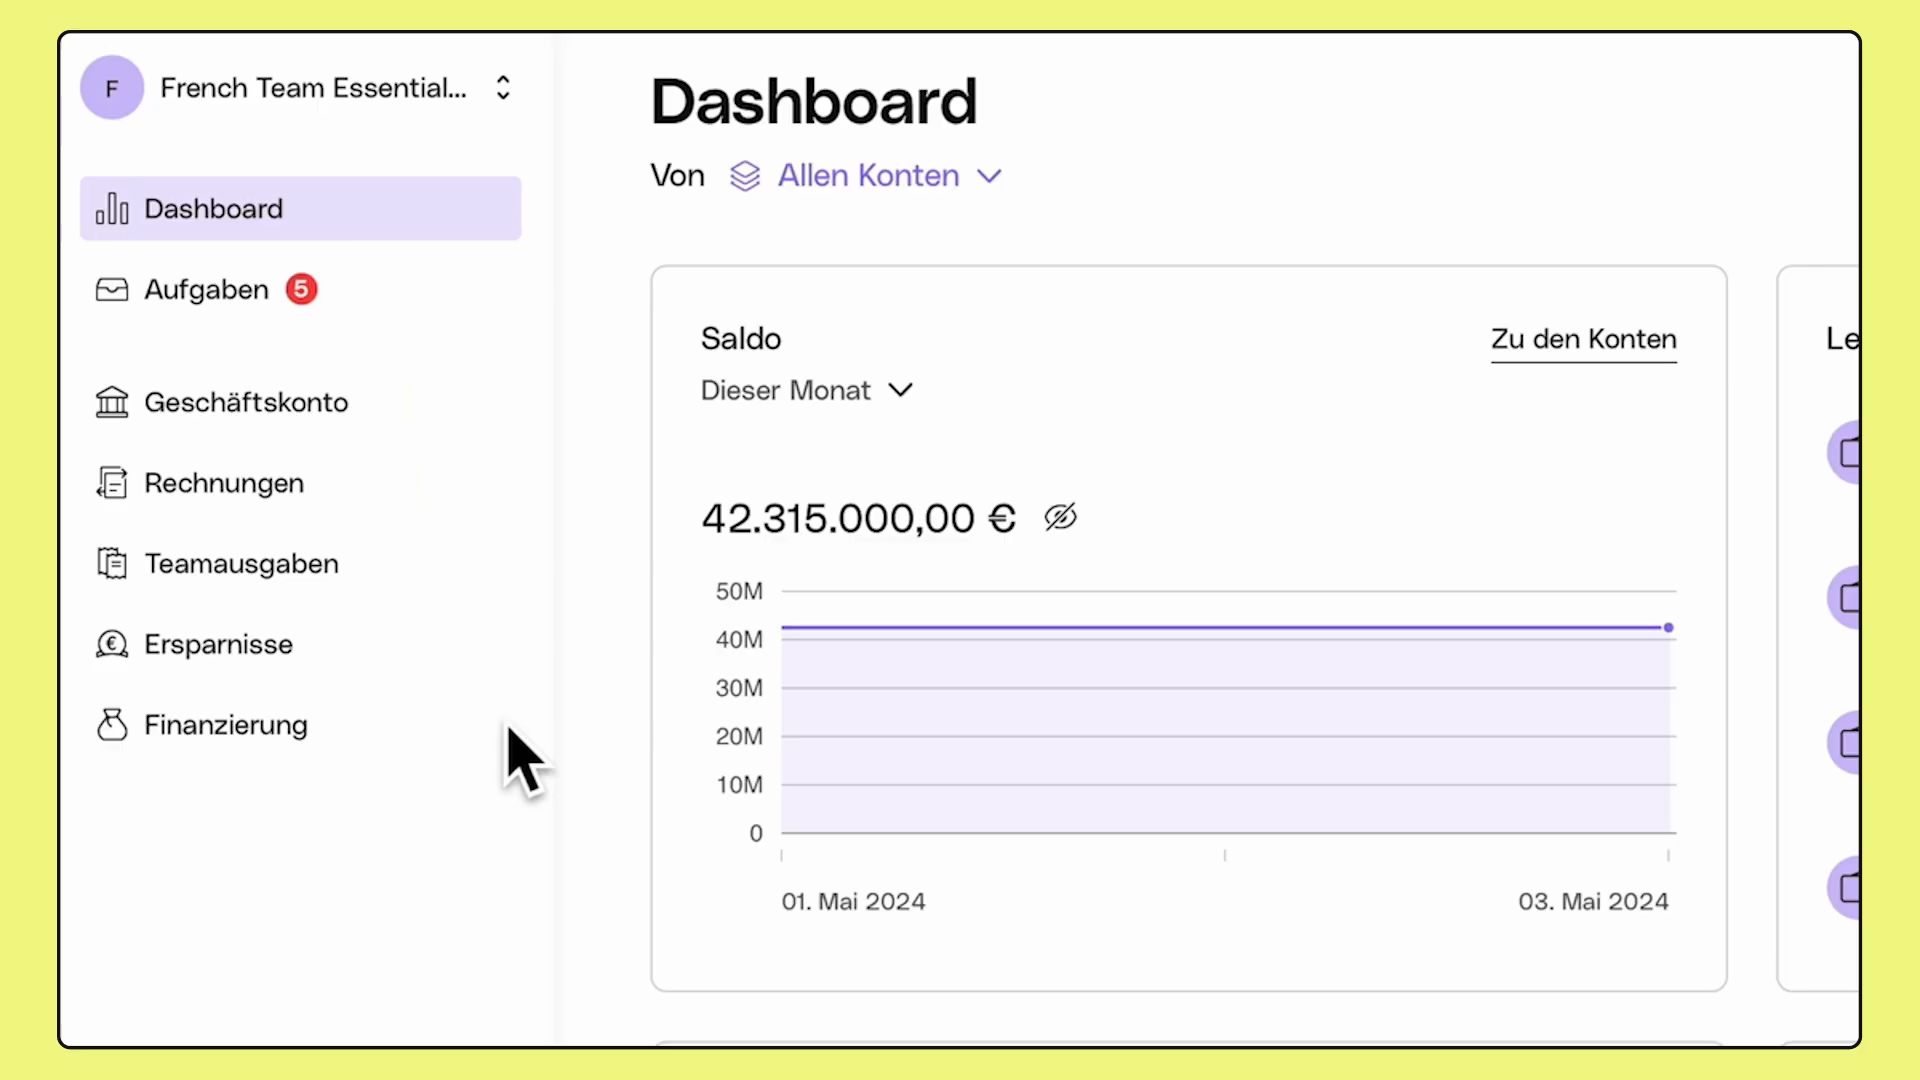 F
French Team Essential...
Dashboard
Aufgaben 5
Geschäftskonto
Rechnungen
Teamausgaben
Ersparnisse
Finanzierung
Dashboard
Von Allen Konten
Saldo
Zu den Konten
Dieser Monat
42.315.000,00 €
50M
40M
30M
20M
10M
0
01. Mai 2024
03. Mai 2024
Le